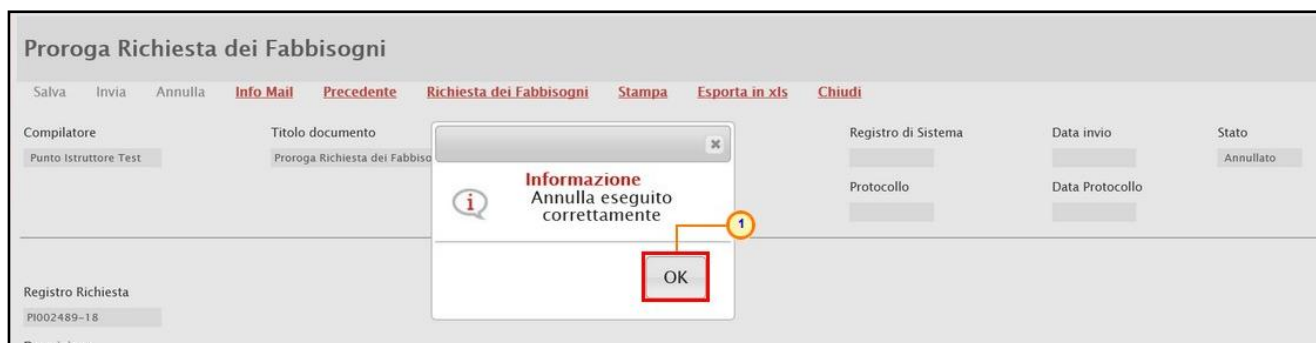 Proroga Richiesta dei Fabbisogni
Salva Invia Annulla Info Mail Precedente Richiesta dei Fabbisogni Stampa Esporta in xls Chiudi
Compilatore Titolo documento Registro di Sistema Data invio Stato
Punto Istruttore Test Proroga Richiesta dei Fabbiso Annullato
Protocollo Data Protocollo
Informazione
Annulla eseguito
correttamente
1
OK
Registro Richiesta
PI002489-18